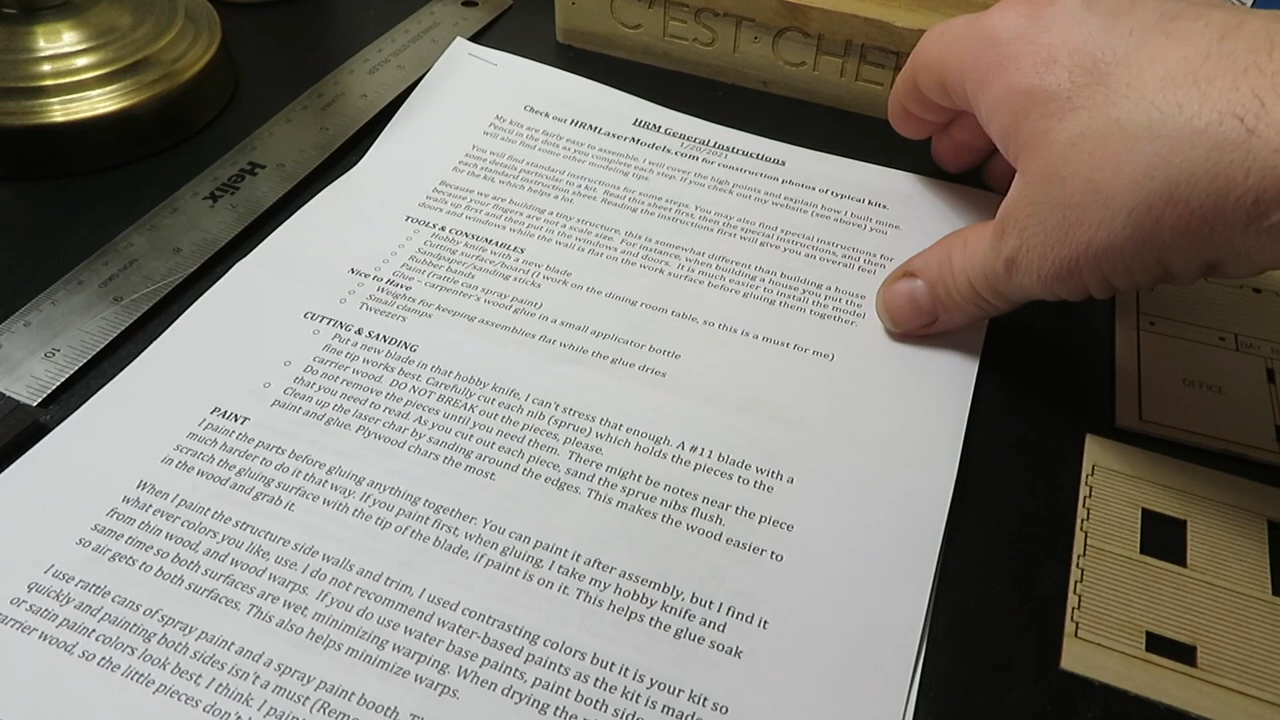 C'EST·CHE
STAINLESS STEEL RULER
Helix
10
HRM General Instructions
1/20/2021
Check out HRMLaserModels.com for construction photos of typical kits.
My kits are fairly easy to assemble. I will cover the high points and explain how I built mine.
Pencil in the dots as you complete each step. If you check out my website (see above) you
will also find some other modeling tips.
You will find standard instructions for some steps. You may also find special instructions for
some details particular to a kit. Read this sheet first, then the special instructions, and then
each standard instruction sheet. Reading the instructions first will give you an overall feel
for the kit, which helps a lot.
Because we are building a tiny structure, this is somewhat different than building a house
because your fingers are not a scale size. For instance, when building a house you put the
walls up first and then put in the windows and doors. It is much easier to install the model
doors and windows while the wall is flat on the work surface before gluing them together.
TOOLS & CONSUMABLES
○ Hobby knife with a new blade
○ Cutting surface/board (I work on the dining room table, so this is a must for me)
○ Sandpaper/sanding sticks
○ Rubber bands
○ Paint (rattle can spray paint)
○ Glue – carpenter's wood glue in a small applicator bottle
Nice to Have
○ Weights for keeping assemblies flat while the glue dries
○ Small clamps
○ Tweezers
CUTTING & SANDING
○ Put a new blade in that hobby knife, I can't stress that enough. A #11 blade with a
fine tip works best. Carefully cut each nib (sprue) which holds the pieces to the
carrier wood. DO NOT BREAK out the pieces, please.
○ Do not remove the pieces until you need them. There might be notes near the piece
that you need to read. As you cut out each piece, sand the sprue nibs flush.
○ Clean up the laser char by sanding around the edges. This makes the wood easier to
paint and glue. Plywood chars the most.
PAINT
I paint the parts before gluing anything together. You can paint it after assembly, but I find it
much harder to do it that way. If you paint first, when gluing, I take my hobby knife and
scratch the gluing surface with the tip of the blade, if paint is on it. This helps the glue soak
in the wood and grab it.
When I paint the structure side walls and trim, I used contrasting colors but it is your kit so
what ever colors you like, use. I do not recommend water-based paints as the kit is made
from thin wood, and wood warps. If you do use water base paints, paint both side
same time so both surfaces are wet, minimizing warping. When drying the
so air gets to both surfaces. This also helps minimize warps.
I use rattle cans of spray paint and a spray paint booth.
quickly and painting both sides isn't a must (Rem
or satin paint colors look best, I think. I pain
carrier wood, so the little pieces don't
OFFICE
BAY